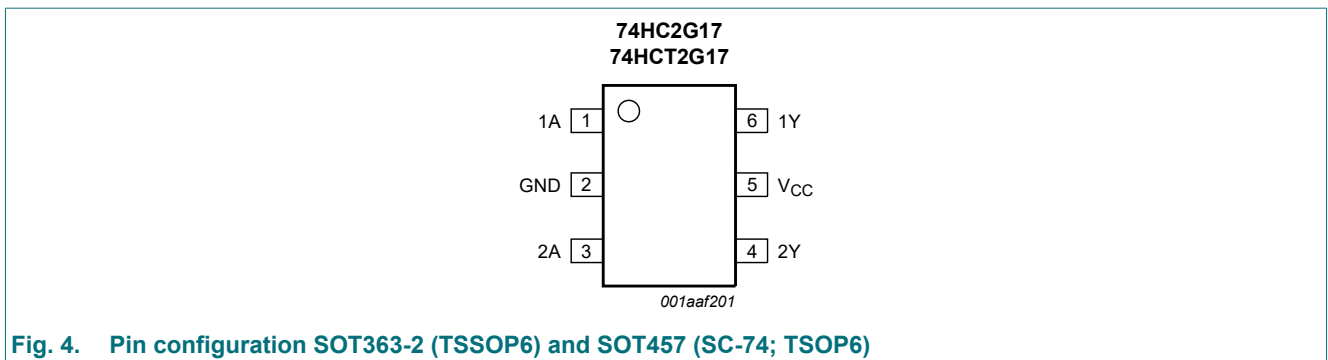 74HC2G17
74HCT2G17
1A 1 6 1Y
GND 2 5 VCC
2A 3 4 2Y
001aaf201
Fig. 4. Pin configuration SOT363-2 (TSSOP6) and SOT457 (SC-74; TSOP6)